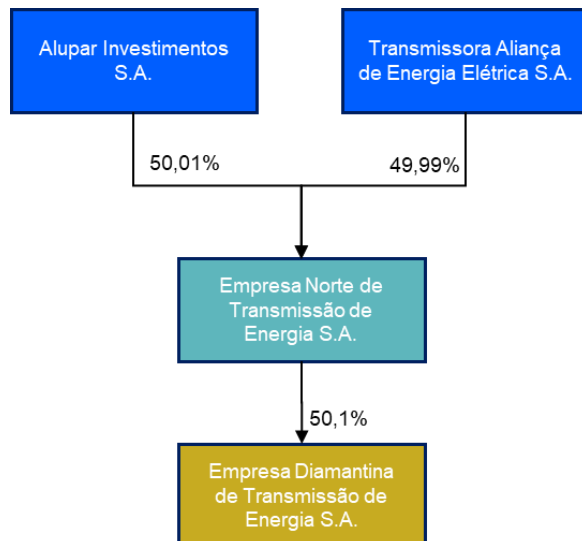 Alupar Investimentos
S.A.
Transmissora Aliança
de Energia Elétrica S.A.
50,01%
49,99%
Empresa Norte de
Transmissão de
Energia S.A.
50,1%
Empresa Diamantina
de Transmissão de
Energia S.A.